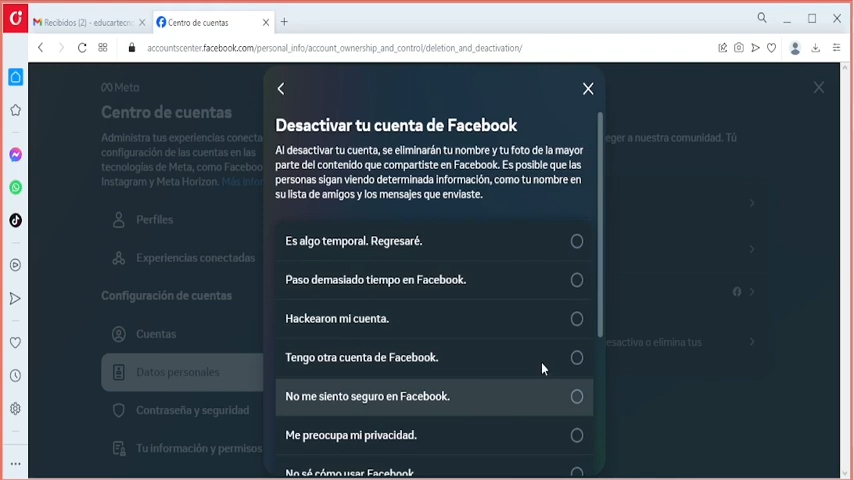 Recibidos (2) - educartecn
Centro de cuentas
accountscenter.facebook.com/personal_info/account_ownership_and_control/deletion_and_deactivation/
Meta
Centro de cuentas
Administra tus experiencias conecta
configuración de las cuentas en las
tecnologías de Meta, como Facebook
Instagram y Meta Horizon. Más infor
Perfiles
Experiencias conectadas
Configuración de cuentas
Cuentas
Datos personales
Contraseña y seguridad
Tu información y permisos
Desactivar tu cuenta de Facebook
Al desactivar tu cuenta, se eliminarán tu nombre y tu foto de la mayor
parte del contenido que compartiste en Facebook. Es posible que las
personas sigan viendo determinada información, como tu nombre en
su lista de amigos y los mensajes que enviaste.
Es algo temporal. Regresaré.
Paso demasiado tiempo en Facebook.
Hackearon mi cuenta.
Tengo otra cuenta de Facebook.
No me siento seguro en Facebook.
Me preocupa mi privacidad.
No sé cómo usar Facebook.
eger a nuestra comunidad. Tú
esactiva o elimina tus